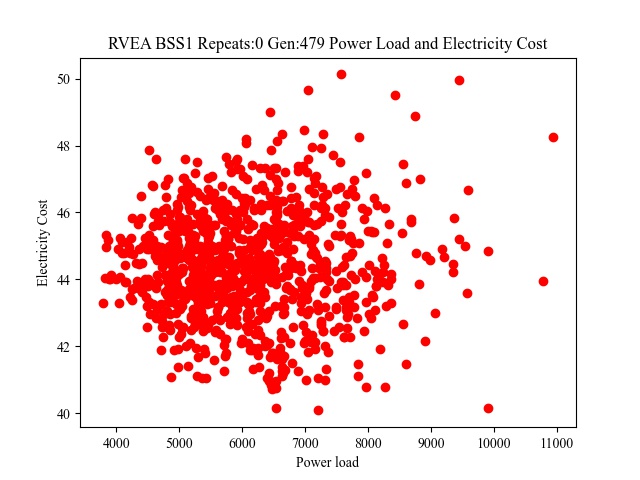 RVEA BSS1 Repeats:0 Gen:479 Power Load and Electricity Cost
50
48
46
44
42
40
Electricity Cost
4000 5000 6000 7000 8000 9000 10000 11000
Power load